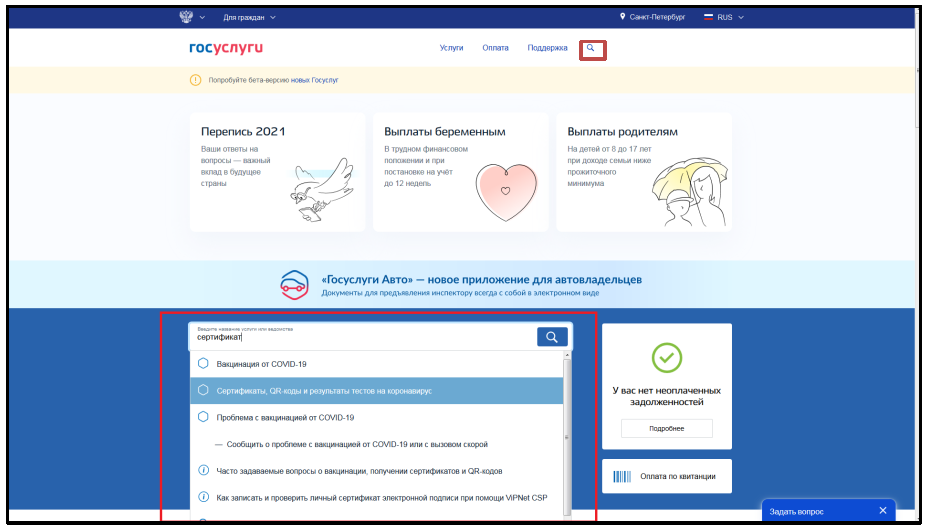 Для граждан
Санкт-Петербург
RUS
госуслуги
Услуги
Оплата
Поддержка
Попробуйте бета-версию новых Госуслуг
Перепись 2021
Ваши ответы на
вопросы — важный
вклад в будущее
страны
Выплаты беременным
В трудном финансовом
положении и при
постановке на учёт
до 12 недель
Выплаты родителям
На детей от 8 до 17 лет
при доходе семьи ниже
прожиточного
минимума
«Госуслуги Авто» — новое приложение для автовладельцев
Документы для предъявления инспектору всегда с собой в электронном виде
Введите название услуги или ведомства
сертификат
Вакцинация от COVID-19
Сертификаты, QR-коды и результаты тестов на коронавирус
Проблема с вакцинацией от COVID-19
— Сообщить о проблеме с вакцинацией от COVID-19 или с вызовом скорой
Часто задаваемые вопросы о вакцинации, получении сертификатов и QR-кодов
Как записать и проверить личный сертификат электронной подписи при помощи ViPNet CSP
У вас нет неоплаченных
задолженностей
Подробнее
Оплата по квитанции
Задать вопрос